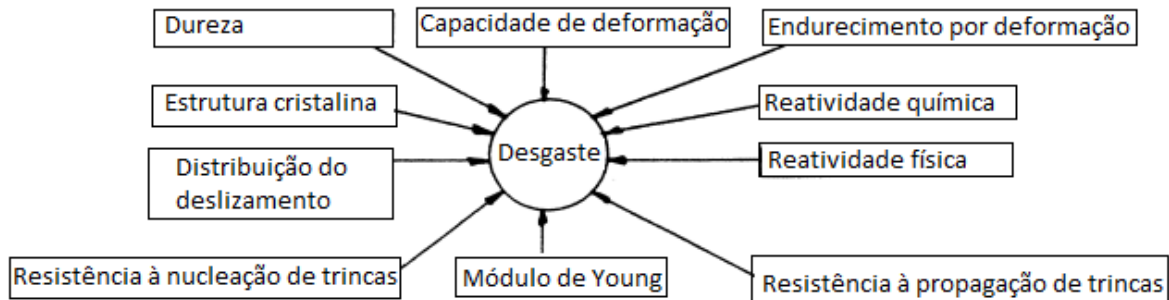 Dureza
Capacidade de deformação
Endurecimento por deformação
Estrutura cristalina
Reatividade química
Desgaste
Distribuição do
deslizamento
Reatividade física
Resistência à nucleação de trincas
Módulo de Young
Resistência à propagação de trincas